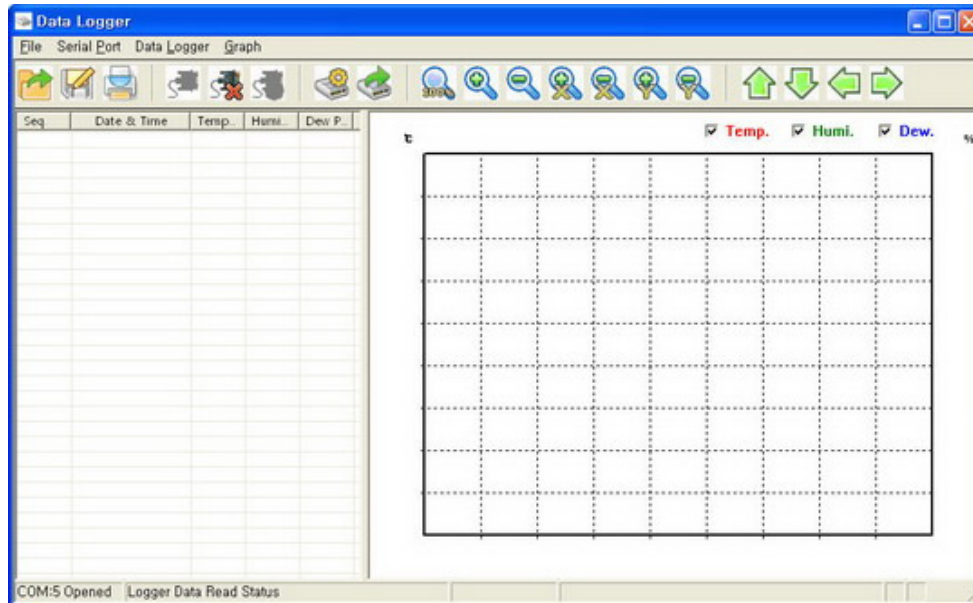 Data Logger
File Serial Port Data Logger Graph
100
Seq Date & Time Temp.. Humi... Dew P...
℃ Temp. Humi. Dew. %
COM:5 Opened Logger Data Read Status